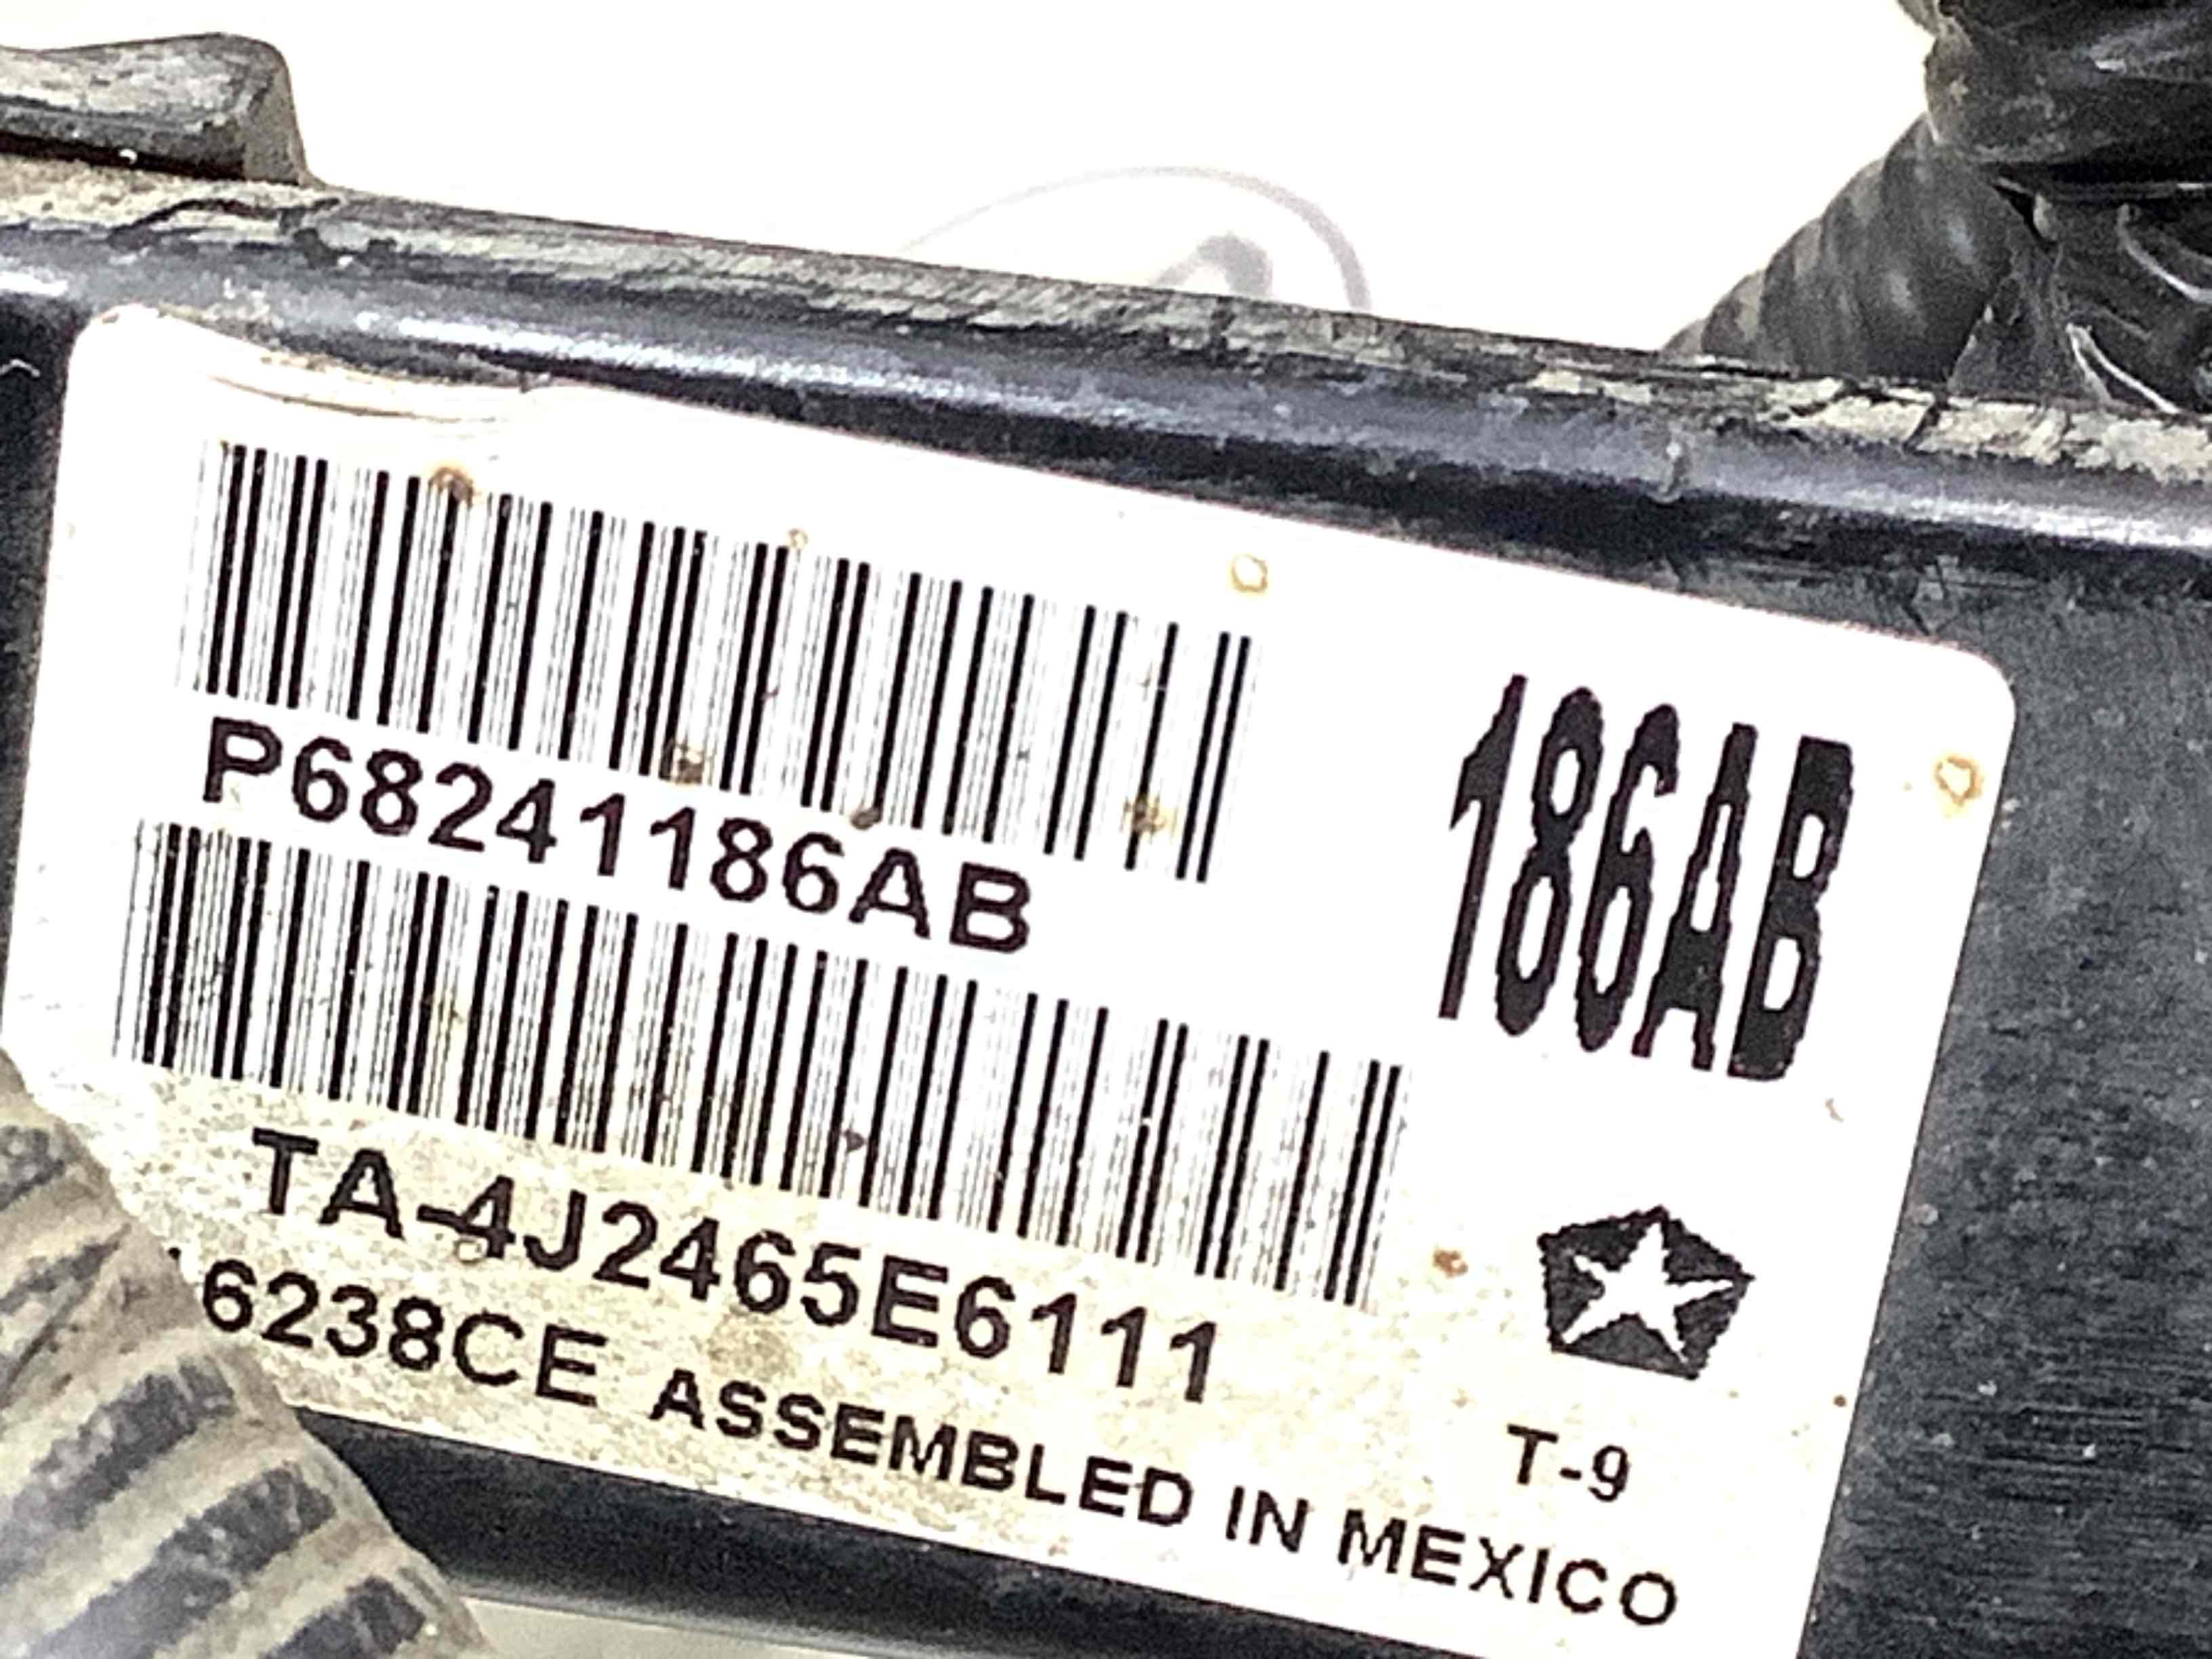 P68241186AB
186AB
TA-4J2465E6111
6238CE ASSEMBLED IN MEXICO
T-9